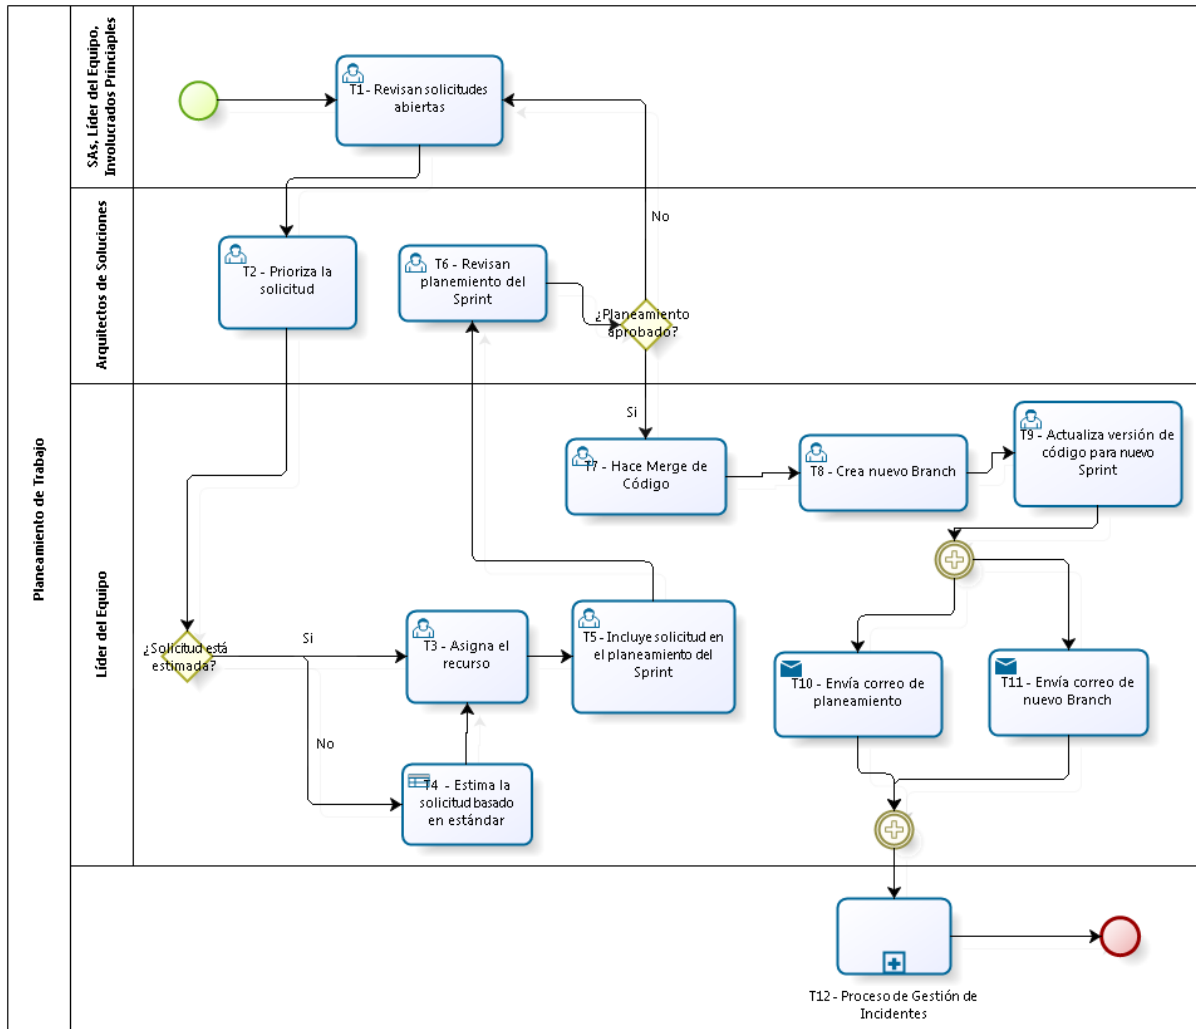 Planeamiento de Trabajo
SAs, Líder del Equipo,
Involucrados Princiaples
T1- Revisan solicitudes
abiertas
Arquitectos de Soluciones
T2 - Prioriza la
solicitud
T6 - Revisan
planemiento del
Sprint
¿Planeamiento
aprobado?
No
Si
Líder del Equipo
T7 - Hace Merge de
Código
T8 - Crea nuevo Branch
T9 - Actualiza versión de
código para nuevo
Sprint
¿Solicitud está
estimada?
Si
No
T3 - Asigna el
recurso
T4 - Estima la
solicitud basado
en estándar
T5 - Incluye solicitud en
el planeamiento del
Sprint
T10 - Envía correo de
planeamiento
T11 - Envía correo de
nuevo Branch
T12 - Proceso de Gestión de
Incidentes